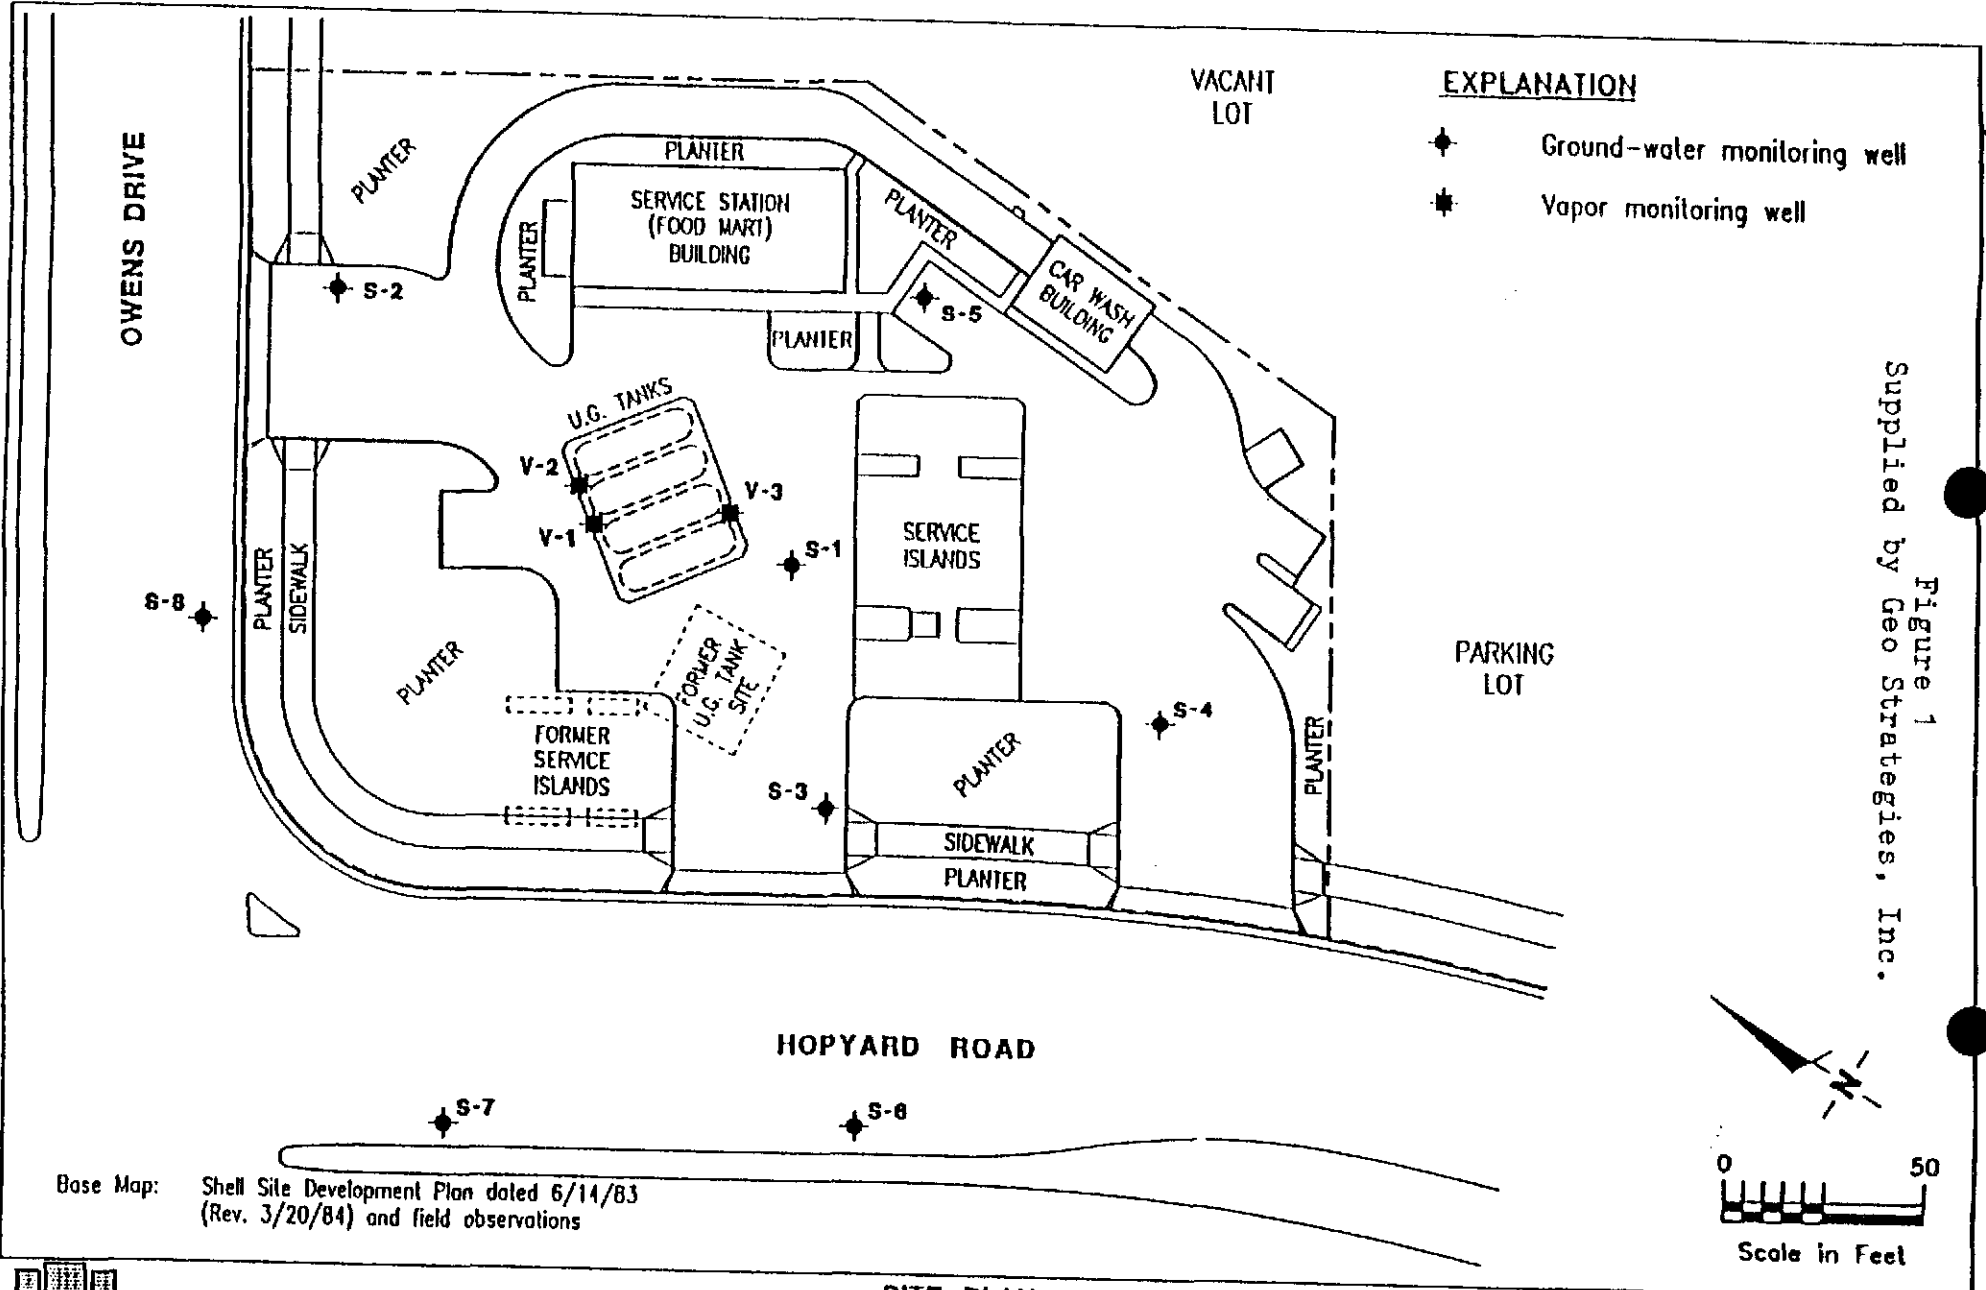 VACANT
LOT
EXPLANATION
Ground-water monitoring well
Vapor monitoring well
OWENS DRIVE
PLANTER
PLANTER
SERVICE STATION
(FOOD MART)
BUILDING
PLANTER
PLANTER
CAR WASH
BUILDING
S-2
S-5
PLANTER
U.G. TANKS
V-2
V-3
V-1
S-1
SERVICE
ISLANDS
S-8
PLANTER
SIDEWALK
PLANTER
FORMER
U.G. TANK
SITE
FORMER
SERVICE
ISLANDS
S-3
PLANTER
S-4
PLANTER
SIDEWALK
PLANTER
PARKING
LOT
Figure 1
Supplied by Geo Strategies, Inc.
HOPYARD ROAD
S-7
S-6
N
0 50
Scale in Feet
Base Map: Shell Site Development Plan dated 6/14/83
(Rev. 3/20/84) and field observations